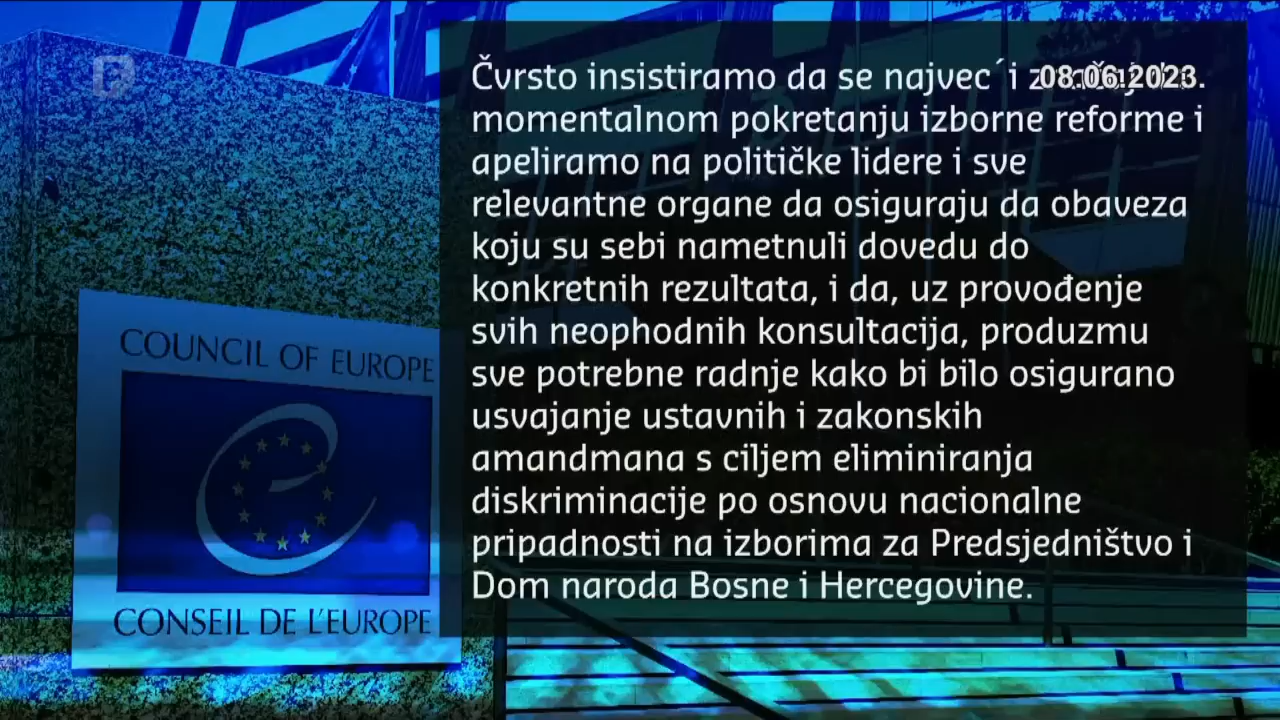 Čvrsto insistiramo da se najvec´i
08.06.2023.
momentalnom pokretanju izborne reforme i
apeliramo na političke lidere i sve
relevantne organe da osiguraju da obaveza
koju su sebi nametnuli dovedu do
konkretnih rezultata, i da, uz provođenje
svih neophodnih konsultacija, produzmu
sve potrebne radnje kako bi bilo osigurano
usvajanje ustavnih i zakonskih
amandmana s ciljem eliminiranja
diskriminacije po osnovu nacionalne
pripadnosti na izborima za Predsjedništvo i
Dom naroda Bosne i Hercegovine.
COUNCIL OF EUROPE
CONSEIL DE L'EUROPE